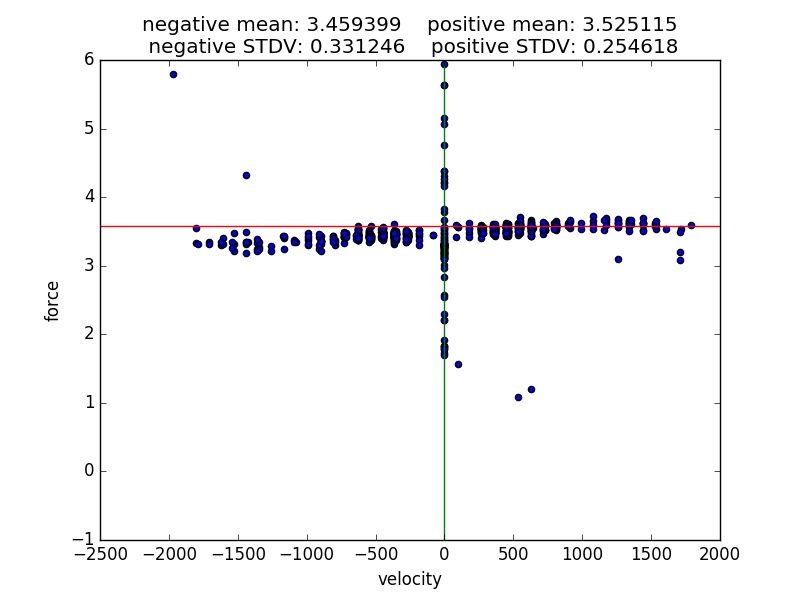 negative mean: 3.459399 positive mean: 3.525115
negative STDV: 0.331246 positive STDV: 0.254618
6
5
4
3
2
1
0
−1
−2500 −2000 −1500 −1000 −500 0 500 1000 1500 2000
force
velocity